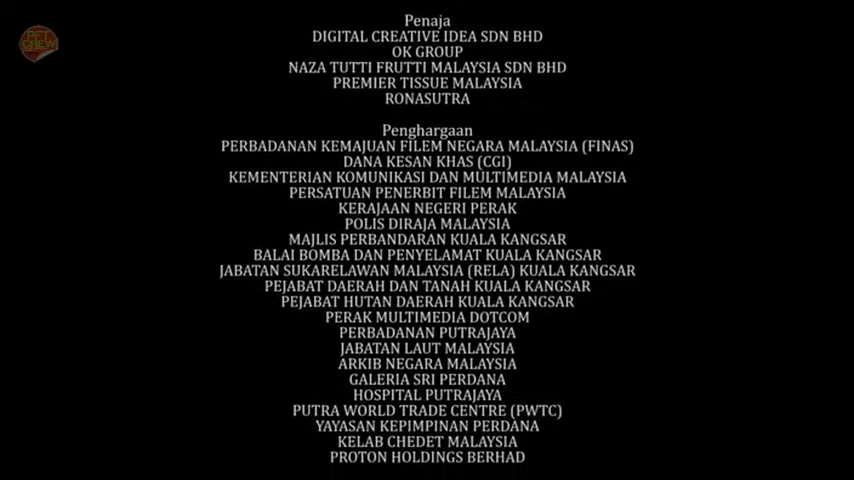 PET
CREW
Penaja
DIGITAL CREATIVE IDEA SDN BHD
OK GROUP
NAZA TUTTI FRUTTI MALAYSIA SDN BHD
PREMIER TISSUE MALAYSIA
RONASUTRA
Penghargaan
PERBADANAN KEMAJUAN FILEM NEGARA MALAYSIA (FINAS)
DANA KESAN KHAS (CGI)
KEMENTERIAN KOMUNIKASI DAN MULTIMEDIA MALAYSIA
PERSATUAN PENERBIT FILEM MALAYSIA
KERAJAAN NEGERI PERAK
POLIS DIRAJA MALAYSIA
MAJLIS PERBANDARAN KUALA KANGSAR
BALAI BOMBA DAN PENYELAMAT KUALA KANGSAR
JABATAN SUKARELAWAN MALAYSIA (RELA) KUALA KANGSAR
PEJABAT DAERAH DAN TANAH KUALA KANGSAR
PEJABAT HUTAN DAERAH KUALA KANGSAR
PERAK MULTIMEDIA DOTCOM
PERBADANAN PUTRAJAYA
JABATAN LAUT MALAYSIA
ARKIB NEGARA MALAYSIA
GALERIA SRI PERDANA
HOSPITAL PUTRAJAYA
PUTRA WORLD TRADE CENTRE (PWTC)
YAYASAN KEPIMPINAN PERDANA
KELAB CHEDET MALAYSIA
PROTON HOLDINGS BERHAD